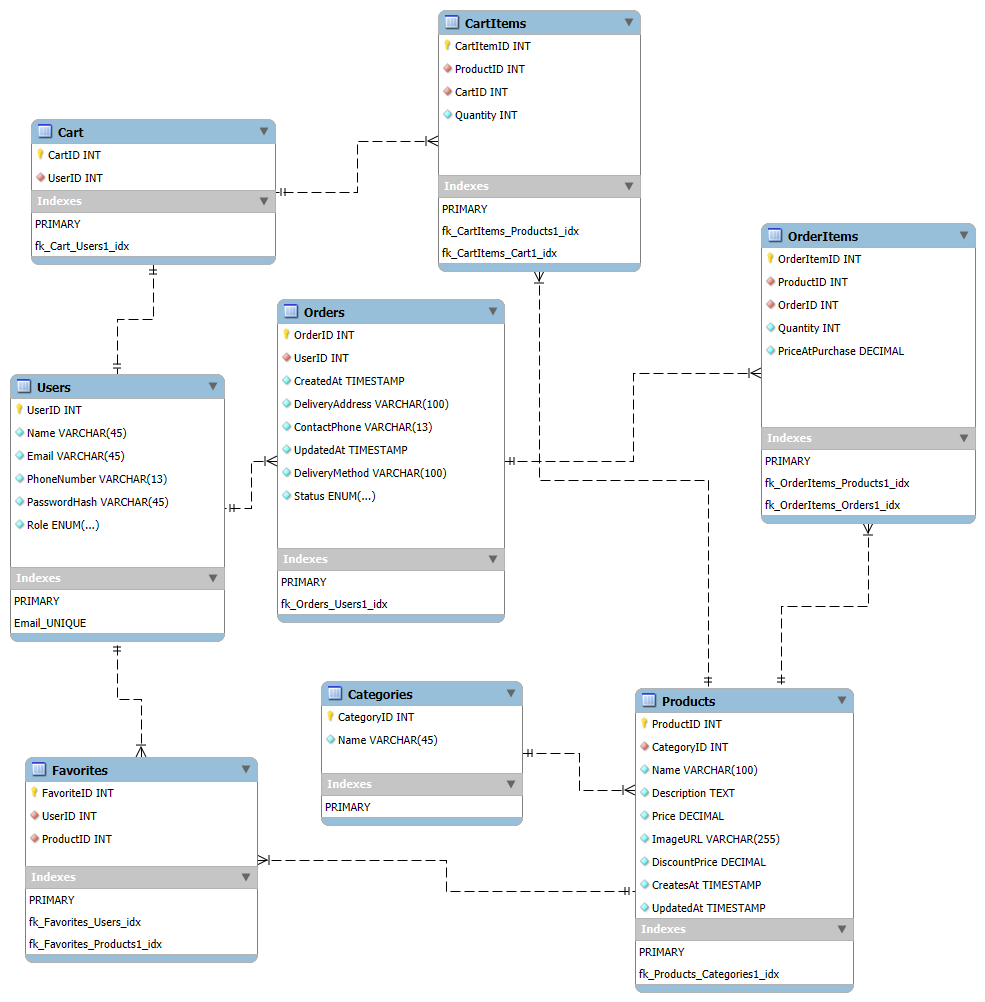 CartItems
CartItemID INT
ProductID INT
CartID INT
Quantity INT
Indexes
PRIMARY
fk_CartItems_Products1_idx
fk_CartItems_Cart1_idx
Cart
CartID INT
UserID INT
Indexes
PRIMARY
fk_Cart_Users1_idx
OrderItems
OrderItemID INT
ProductID INT
OrderID INT
Quantity INT
PriceAtPurchase DECIMAL
Indexes
PRIMARY
fk_OrderItems_Products1_idx
fk_OrderItems_Orders1_idx
Orders
OrderID INT
UserID INT
CreatedAt TIMESTAMP
DeliveryAddress VARCHAR(100)
ContactPhone VARCHAR(13)
UpdatedAt TIMESTAMP
DeliveryMethod VARCHAR(100)
Status ENUM(...)
Indexes
PRIMARY
fk_Orders_Users1_idx
Users
UserID INT
Name VARCHAR(45)
Email VARCHAR(45)
PhoneNumber VARCHAR(13)
PasswordHash VARCHAR(45)
Role ENUM(...)
Indexes
PRIMARY
Email_UNIQUE
Categories
CategoryID INT
Name VARCHAR(45)
Indexes
PRIMARY
Products
ProductID INT
CategoryID INT
Name VARCHAR(100)
Description TEXT
Price DECIMAL
ImageURL VARCHAR(255)
DiscountPrice DECIMAL
CreatesAt TIMESTAMP
UpdatedAt TIMESTAMP
Indexes
PRIMARY
fk_Products_Categories1_idx
Favorites
FavoriteID INT
UserID INT
ProductID INT
Indexes
PRIMARY
fk_Favorites_Users_idx
fk_Favorites_Products1_idx